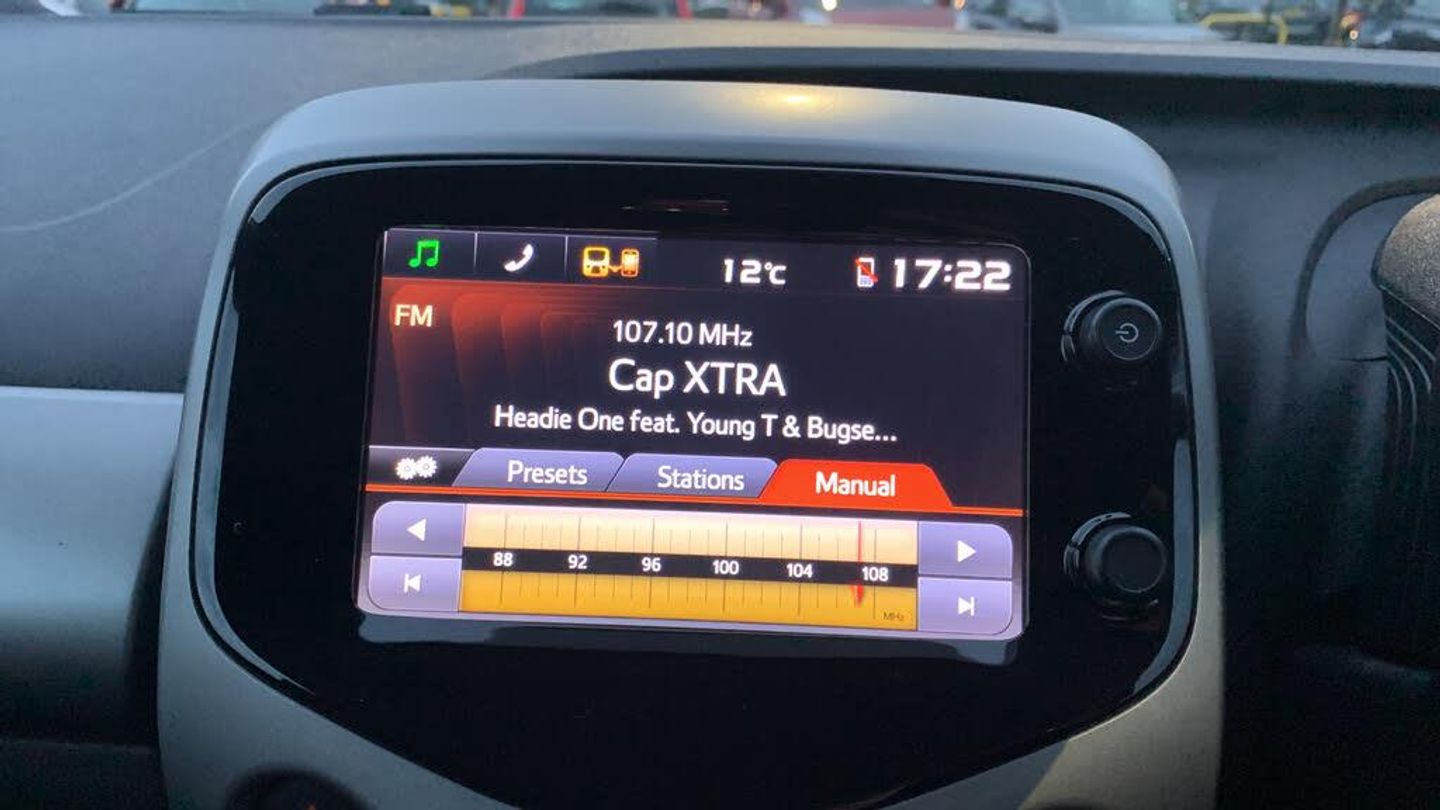 12°C 17:22
FM
107.10 MHz
Cap XTRA
Headie One feat. Young T & Bugse...
Presets Stations Manual
88 92 96 100 104 108
MHz